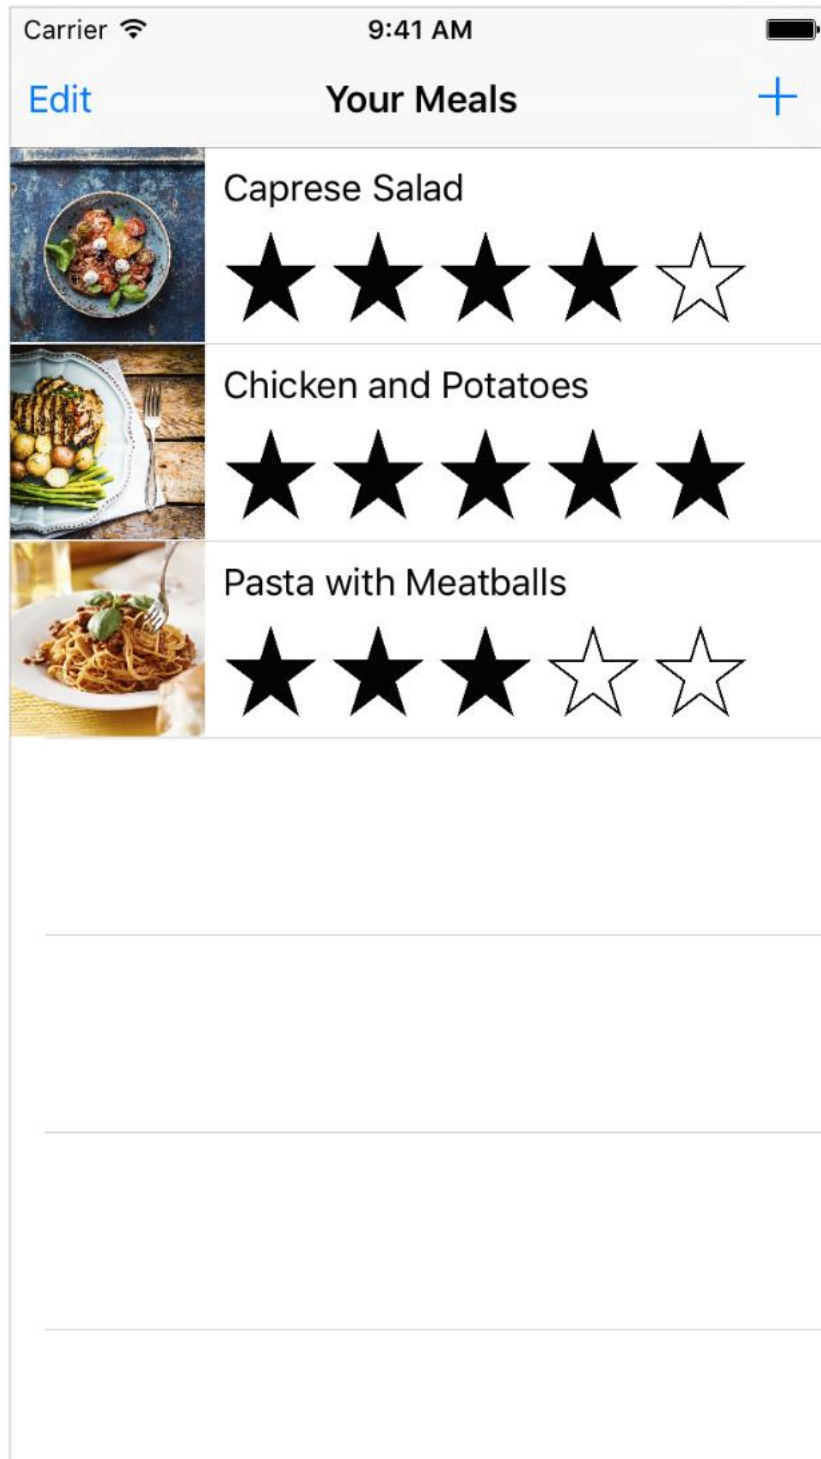 Carrier 9:41 AM
Edit Your Meals +
Caprese Salad
Chicken and Potatoes
Pasta with Meatballs